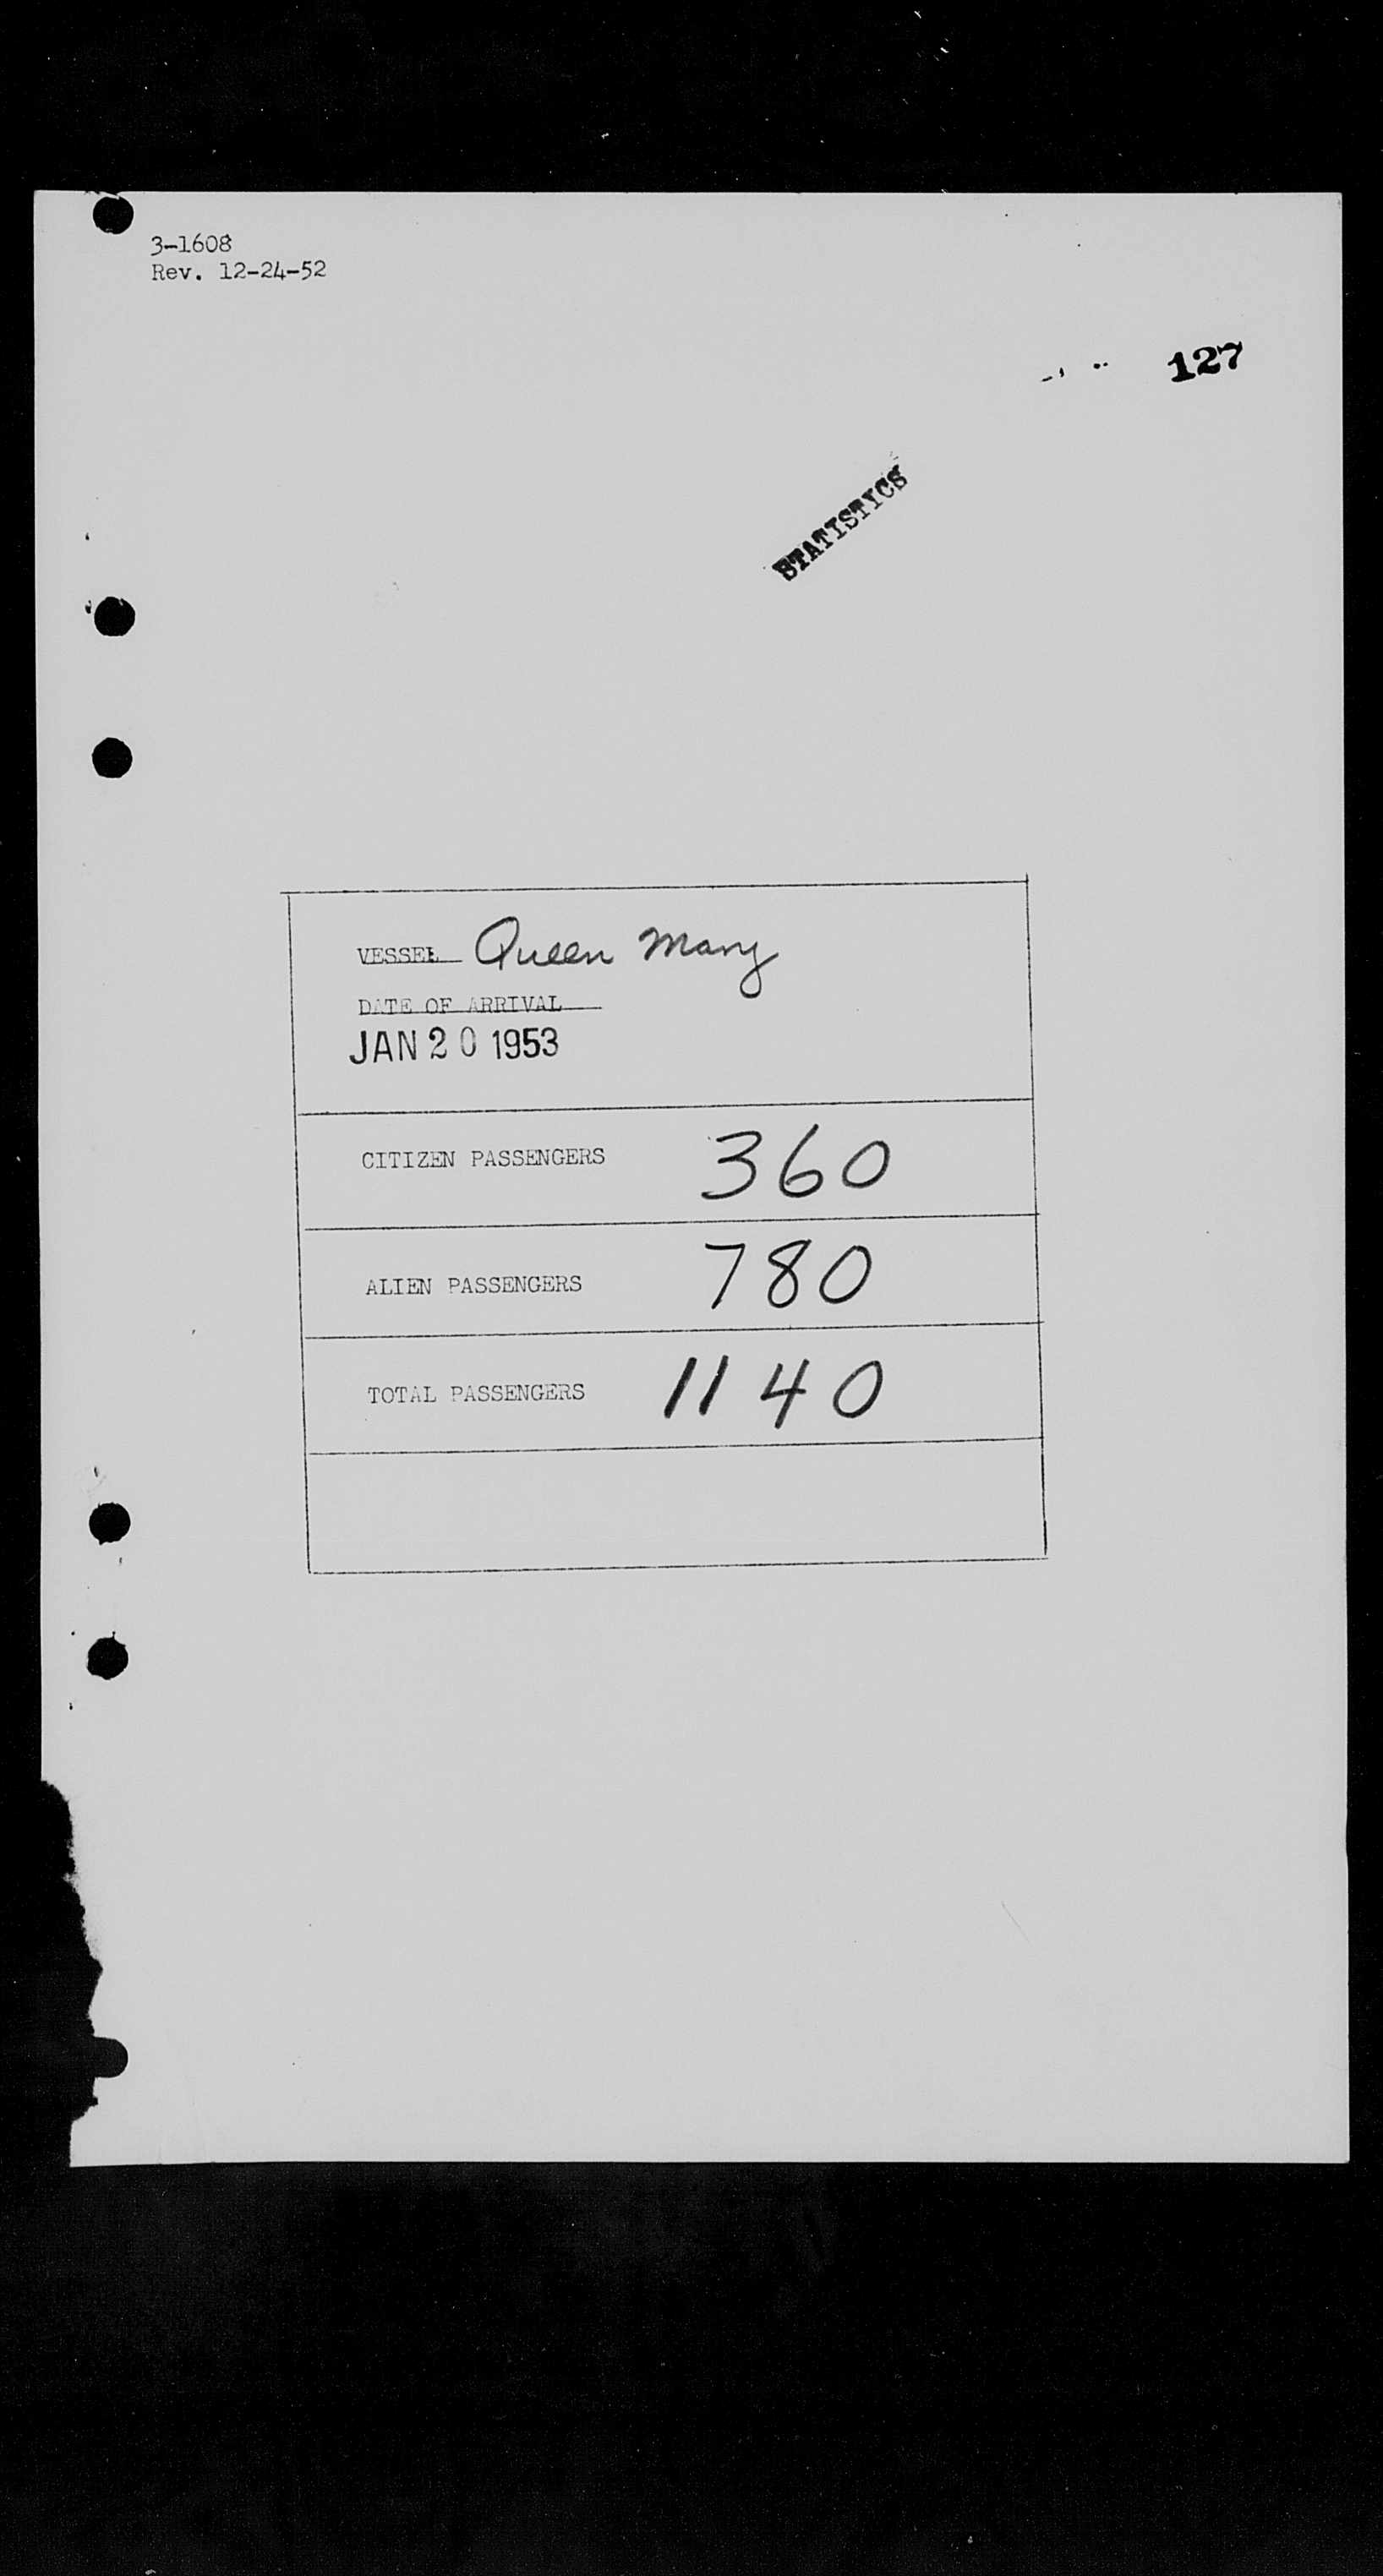 3-1608
Rev. 12-24-52
127
STATISTICS
VESSEL Queen Mary
DATE OF ARRIVAL
JAN 20 1953
CITIZEN PASSENGERS 360
ALIEN PASSENGERS 780
TOTAL PASSENGERS 1140